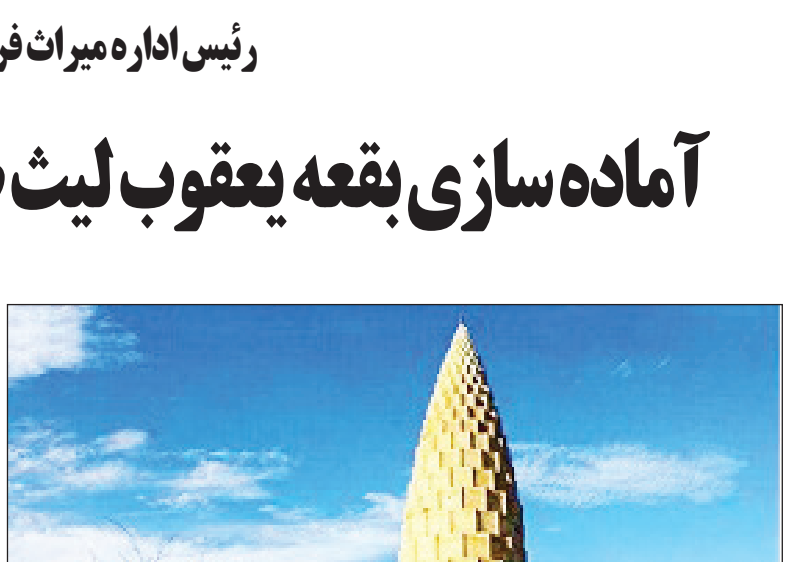 رئیس اداره میراث
آماده سازی بقعه یعقوب لیث